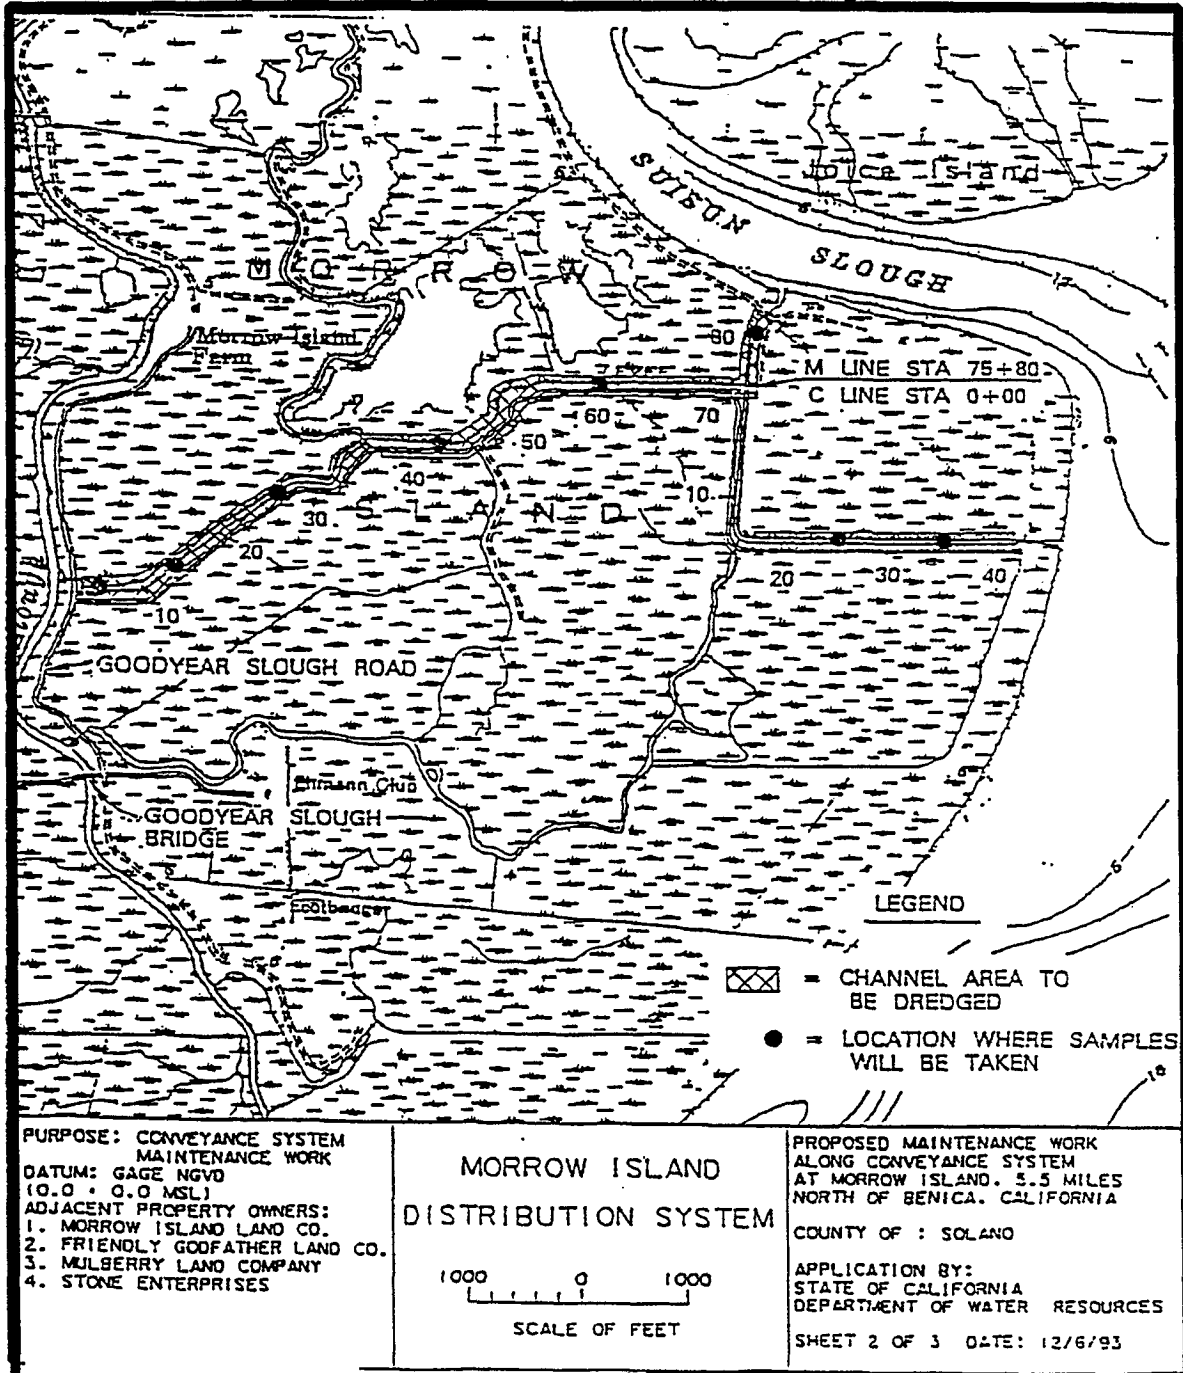 SUISUN
SLOUGH
Joice Island
12
M O R R O W
Morrow Island
Farm
80
LEVEE
M LINE STA 75+80
C LINE STA 0+00
60
70
50
40
10
9
I S L A N D
30
20
10
20
30
40
GOODYEAR SLOUGH ROAD
GOODYEAR SLOUGH
BRIDGE
6
LEGEND
= CHANNEL AREA TO
BE DREDGED
= LOCATION WHERE SAMPLES
WILL BE TAKEN
18
PURPOSE: CONVEYANCE SYSTEM
MAINTENANCE WORK
DATUM: GAGE NGVD
(0.0 = 0.0 MSL)
ADJACENT PROPERTY OWNERS:
1. MORROW ISLAND LAND CO.
2. FRIENDLY GODFATHER LAND CO.
3. MULBERRY LAND COMPANY
4. STONE ENTERPRISES
MORROW ISLAND
DISTRIBUTION SYSTEM
1000 0 1000
SCALE OF FEET
PROPOSED MAINTENANCE WORK
ALONG CONVEYANCE SYSTEM
AT MORROW ISLAND. 5.5 MILES
NORTH OF BENICA. CALIFORNIA
COUNTY OF : SOLANO
APPLICATION BY:
STATE OF CALIFORNIA
DEPARTMENT OF WATER RESOURCES
SHEET 2 OF 3 DATE: 12/6/93